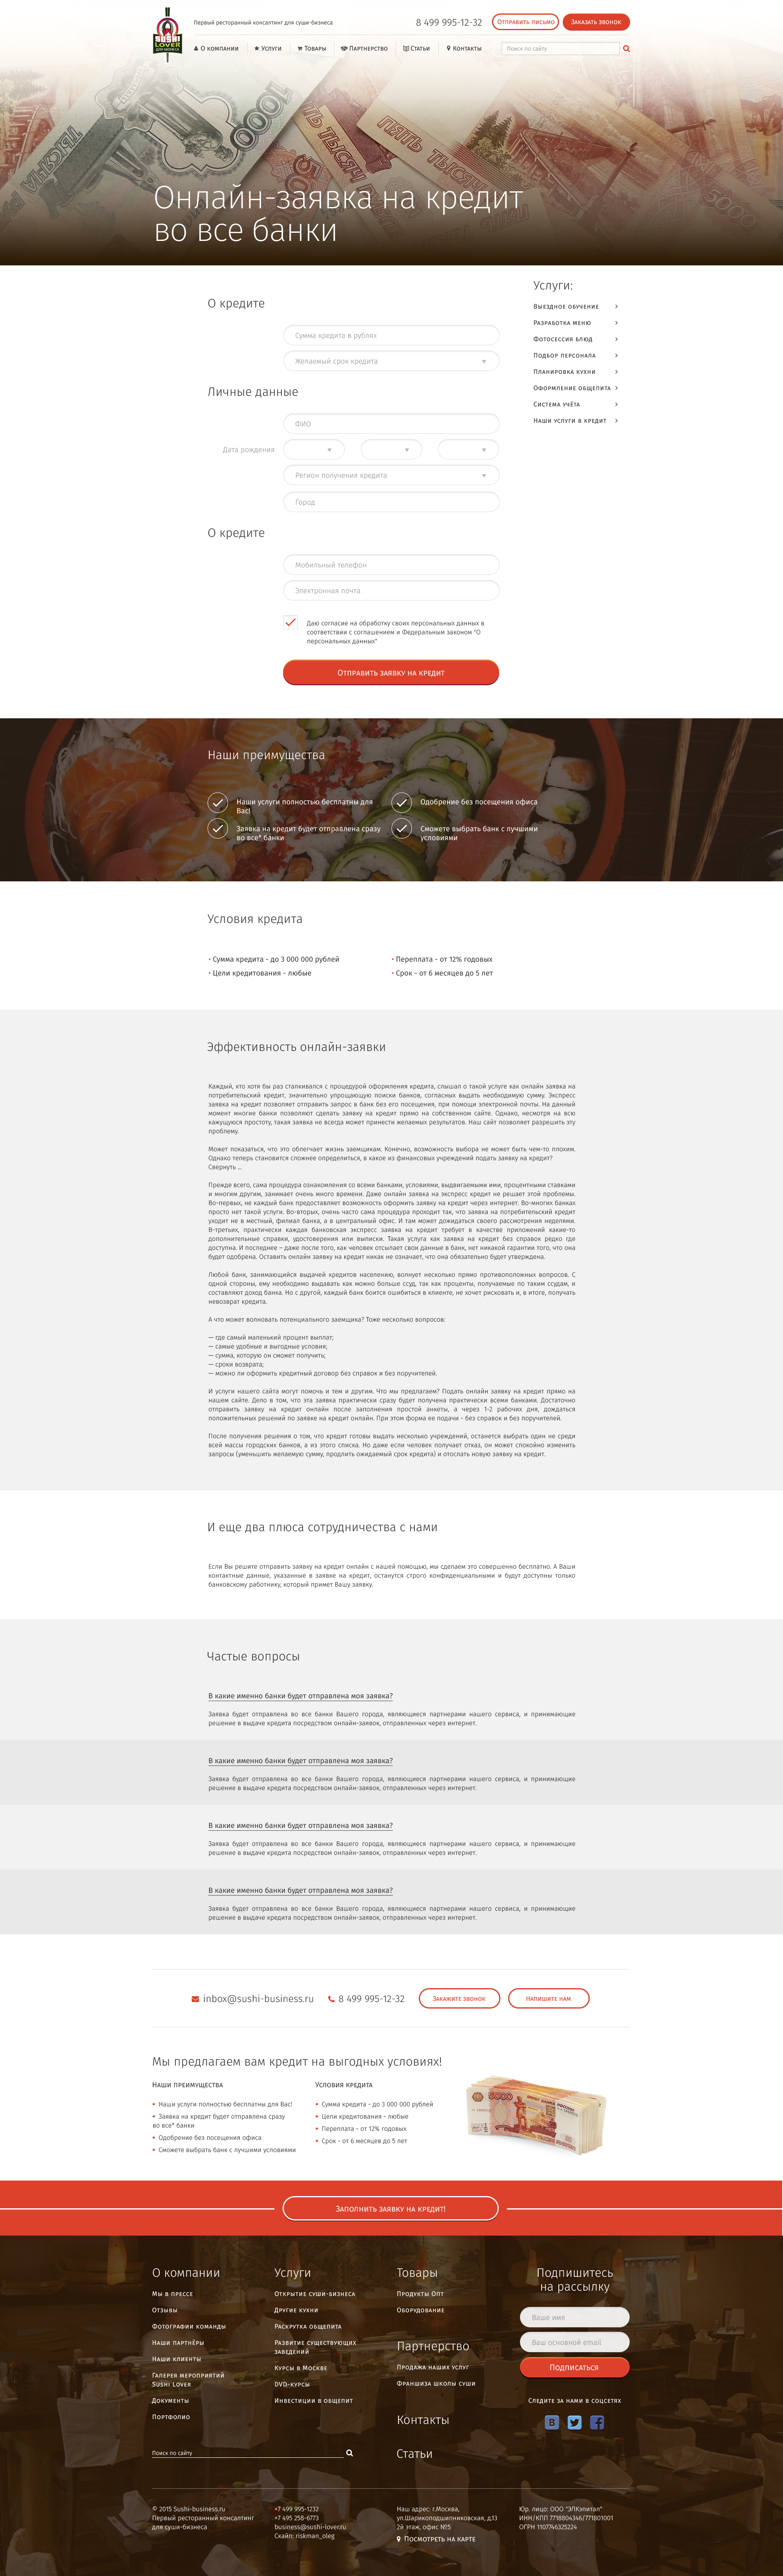 SUSHI
LOVER
ДЛЯ БИЗНЕСА
Первый ресторанный консалтинг для суши-бизнеса
8 499 995-12-32
Отправить письмо
Заказать звонок
О компании
Услуги
Товары
Партнерство
Статьи
Контакты
Поиск по сайту
Онлайн-заявка на кредит
во все банки
О кредите
Сумма кредита в рублях
Желаемый срок кредита
Личные данные
ФИО
Дата рождения
Регион получения кредита
Город
О кредите
Мобильный телефон
Электронная почта
Даю согласие на обработку своих персональных данных в
соответствии с соглашением и Федеральным законом "О
персональных данных"
Отправить заявку на кредит
Услуги:
Выездное обучение
Разработка меню
Фотосессия блюд
Подбор персонала
Планировка кухни
Оформление общепита
Система учёта
Наши услуги в кредит
Наши преимущества
Наши услуги полностью бесплатны для
Вас!
Одобрение без посещения офиса
Заявка на кредит будет отправлена сразу
во все* банки
Сможете выбрать банк с лучшими
условиями
Условия кредита
• Сумма кредита - до 3 000 000 рублей
• Переплата - от 12% годовых
• Цели кредитования - любые
• Срок - от 6 месяцев до 5 лет
Эффективность онлайн-заявки
Каждый, кто хотя бы раз сталкивался с процедурой оформления кредита, слышал о такой услуге как онлайн заявка на
потребительский кредит, значительно упрощающую поиски банков, согласных выдать необходимую сумму. Экспресс
заявка на кредит позволяет отправить запрос в банк без его посещения, при помощи электронной почты. На данный
момент многие банки позволяют сделать заявку на кредит прямо на собственном сайте. Однако, несмотря на всю
кажущуюся простоту, такая заявка не всегда может принести желаемых результатов. Наш сайт позволяет разрешить эту
проблему.
Может показаться, что это облегчает жизнь заемщикам. Конечно, возможность выбора не может быть чем-то плохим.
Однако теперь становится сложнее определиться, в какое из финансовых учреждений подать заявку на кредит?
Свернуть ...
Прежде всего, сама процедура ознакомления со всеми банками, условиями, выдвигаемыми ими, процентными ставками
и многим другим, занимает очень много времени. Даже онлайн заявка на экспресс кредит не решает этой проблемы.
Во-первых, не каждый банк предоставляет возможность оформить заявку на кредит через интернет. Во-многих банках
просто нет такой услуги. Во-вторых, очень часто сама процедура проходит так, что заявка на потребительский кредит
уходит не в местный, филиал банка, а в центральный офис. И там может дожидаться своего рассмотрения неделями.
В-третьих, практически каждая банковская экспресс заявка на кредит требует в качестве приложений какие-то
дополнительные справки, удостоверения или выписки. Такая услуга как заявка на кредит без справок редко где
доступна. И последнее – даже после того, как человек отсылает свои данные в банк, нет никакой гарантии того, что она
будет одобрена. Оставить онлайн заявку на кредит никак не означает, что она обязательно будет утверждена.
Любой банк, занимающийся выдачей кредитов населению, волнует несколько прямо противоположных вопросов. С
одной стороны, ему необходимо выдавать как можно больше ссуд, так как проценты, получаемые по таким ссудам, и
составляют доход банка. Но с другой, каждый банк боится ошибиться в клиенте, не хочет рисковать и, в итоге, получать
невозврат кредита.
А что может волновать потенциального заемщика? Тоже несколько вопросов:
— где самый маленький процент выплат;
— самые удобные и выгодные условия;
— сумма, которую он сможет получить;
— сроки возврата;
— можно ли оформить кредитный договор без справок и без поручителей.
И услуги нашего сайта могут помочь и тем и другим. Что мы предлагаем? Подать онлайн заявку на кредит прямо на
нашем сайте. Дело в том, что эта заявка практически сразу будет получена практически всеми банками. Достаточно
отправить заявку на кредит онлайн после заполнения простой анкеты, а через 1-2 рабочих дня, дождаться
положительных решений по заявке на кредит онлайн. При этом форма ее подачи - без справок и без поручителей.
После получения решения о том, что кредит готовы выдать несколько учреждений, останется выбрать один не среди
всей массы городских банков, а из этого списка. Но даже если человек получает отказ, он может спокойно изменить
запросы (уменьшить желаемую сумму, продлить ожидаемый срок кредита) и отослать новую заявку на кредит.
И еще два плюса сотрудничества с нами
Если Вы решите отправить заявку на кредит онлайн с нашей помощью, мы сделаем это совершенно бесплатно. А Ваши
контактные данные, указанные в заявке на кредит, останутся строго конфиденциальными и будут доступны только
банковскому работнику, который примет Вашу заявку.
Частые вопросы
В какие именно банки будет отправлена моя заявка?
Заявка будет отправлена во все банки Вашего города, являющиеся партнерами нашего сервиса, и принимающие
решение в выдаче кредита посредством онлайн-заявок, отправленных через интернет.
В какие именно банки будет отправлена моя заявка?
Заявка будет отправлена во все банки Вашего города, являющиеся партнерами нашего сервиса, и принимающие
решение в выдаче кредита посредством онлайн-заявок, отправленных через интернет.
В какие именно банки будет отправлена моя заявка?
Заявка будет отправлена во все банки Вашего города, являющиеся партнерами нашего сервиса, и принимающие
решение в выдаче кредита посредством онлайн-заявок, отправленных через интернет.
В какие именно банки будет отправлена моя заявка?
Заявка будет отправлена во все банки Вашего города, являющиеся партнерами нашего сервиса, и принимающие
решение в выдаче кредита посредством онлайн-заявок, отправленных через интернет.
inbox@sushi-business.ru
8 499 995-12-32
Закажите звонок
Напишите нам
Мы предлагаем вам кредит на выгодных условиях!
Наши преимущества
• Наши услуги полностью бесплатны для Вас!
• Заявка на кредит будет отправлена сразу
во все* банки
• Одобрение без посещения офиса
• Сможете выбрать банк с лучшими условиями
Условия кредита
• Сумма кредита - до 3 000 000 рублей
• Цели кредитования - любые
• Переплата - от 12% годовых
• Срок - от 6 месяцев до 5 лет
5000
Заполнить заявку на кредит!
О компании
Мы в прессе
Отзывы
Фотографии команды
Наши партнёры
Наши клиенты
Галерея мероприятий
Sushi Lover
Документы
Портфолио
Услуги
Открытие суши-бизнеса
Другие кухни
Раскрутка общепита
Развитие существующих
заведений
Курсы в Москве
DVD-курсы
Инвестиции в общепит
Товары
Продукты Опт
Оборудование
Партнерство
Продажа наших услуг
Франшиза школы суши
Контакты
Статьи
Подпишитесь
на рассылку
Ваше имя
Ваш основной email
Подписаться
Следите за нами в соцсетях
Поиск по сайту
© 2015 Sushi-business.ru
Первый ресторанный консалтинг
для суши-бизнеса
+7 499 995-1232
+7 495 258-6773
business@sushi-lover.ru
Скайп: riskman_oleg
Наш адрес: г.Москва,
ул.Шарикоподшипниковская, д.13
2й этаж, офис №5
Посмотреть на карте
Юр. лицо: ООО "ЭЛКэпитал"
ИНН/КПП 7718804346/771801001
ОГРН 1107746325224